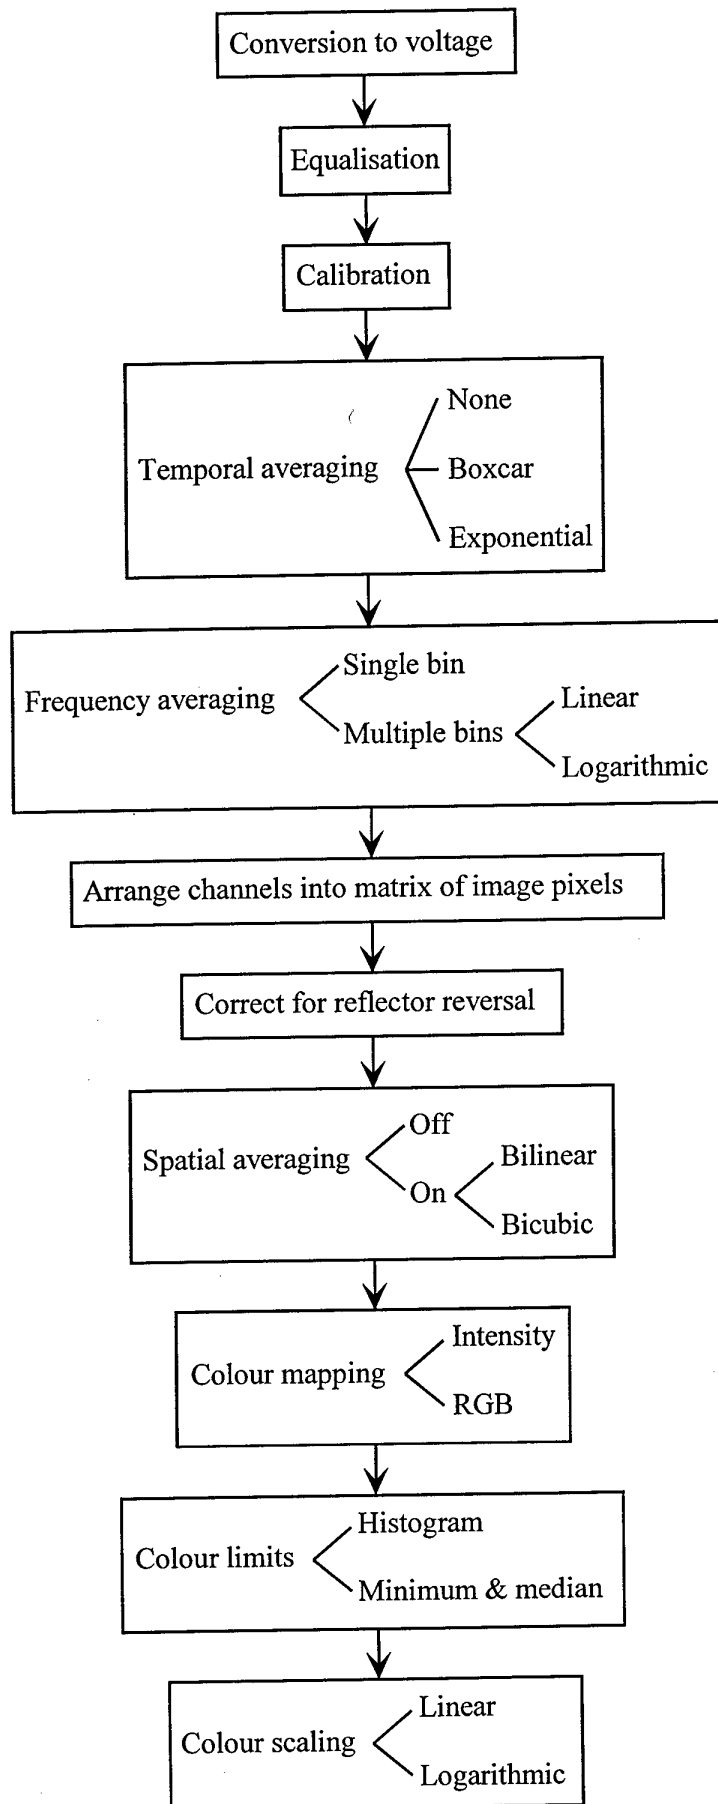 Conversion to voltage
Equalisation
Calibration
None
Temporal averaging
Boxcar
Exponential
Single bin
Frequency averaging
Linear
Multiple bins
Logarithmic
Arrange channels into matrix of image pixels
Correct for reflector reversal
Off
Spatial averaging
Bilinear
On
Bicubic
Intensity
Colour mapping
RGB
Histogram
Colour limits
Minimum & median
Linear
Colour scaling
Logarithmic